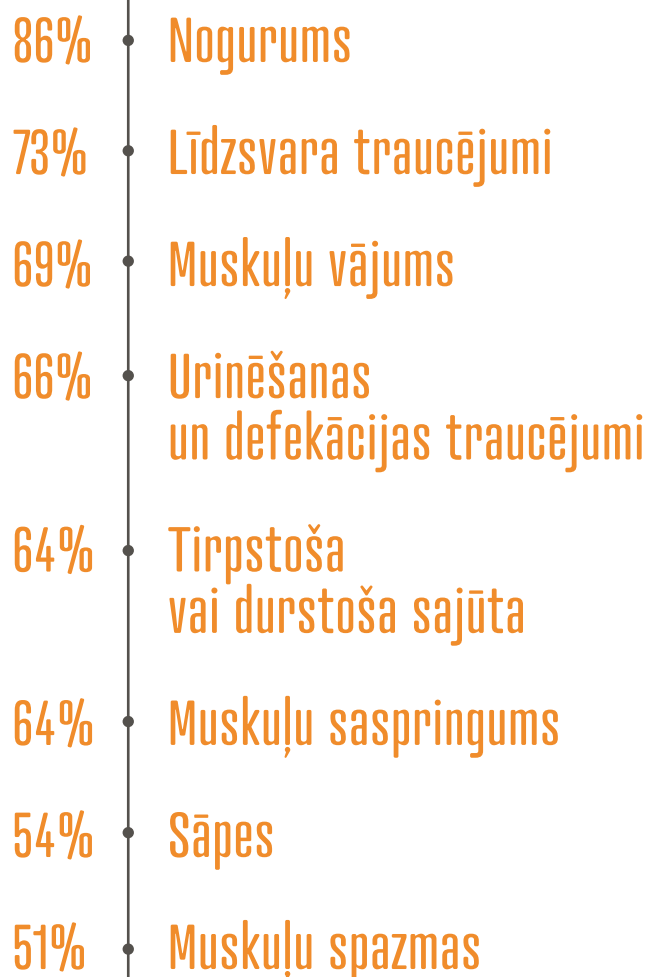 86% Nogurums
73% Līdzsvara traucējumi
69% Muskuļu vājums
66% Urinēšanas
un defekācijas traucējumi
64% Tirpstoša
vai durstoša sajūta
64% Muskuļu saspringums
54% Sāpes
51% Muskuļu spazmas